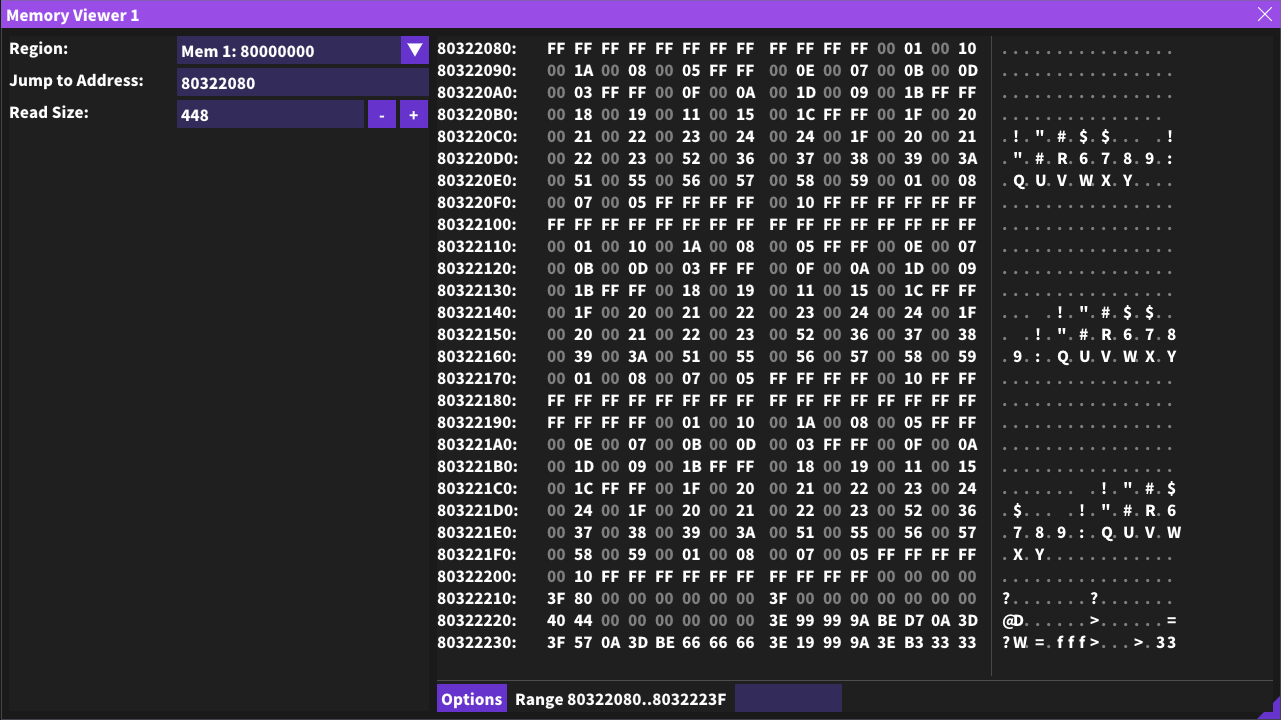 Memory Viewer 1
Region: Mem 1: 80000000
Jump to Address: 80322080
Read Size: 448 - +
80322080: FF FF FF FF FF FF FF FF FF FF FF FF 00 01 00 10 ................
80322090: 00 1A 00 08 00 05 FF FF 00 0E 00 07 00 0B 00 0D ................
803220A0: 00 03 FF FF 00 0F 00 0A 00 1D 00 09 00 1B FF FF ................
803220B0: 00 18 00 19 00 11 00 15 00 1C FF FF 00 1F 00 20 ...............
803220C0: 00 21 00 22 00 23 00 24 00 24 00 1F 00 20 00 21 .!.".#.$.$... .!
803220D0: 00 22 00 23 00 52 00 36 00 37 00 38 00 39 00 3A .".#.R.6.7.8.9.:
803220E0: 00 51 00 55 00 56 00 57 00 58 00 59 00 01 00 08 .Q.U.V.W.X.Y....
803220F0: 00 07 00 05 FF FF FF FF 00 10 FF FF FF FF FF FF ................
80322100: FF FF FF FF FF FF FF FF FF FF FF FF FF FF FF FF ................
80322110: 00 01 00 10 00 1A 00 08 00 05 FF FF 00 0E 00 07 ................
80322120: 00 0B 00 0D 00 03 FF FF 00 0F 00 0A 00 1D 00 09 ................
80322130: 00 1B FF FF 00 18 00 19 00 11 00 15 00 1C FF FF ................
80322140: 00 1F 00 20 00 21 00 22 00 23 00 24 00 24 00 1F ... .!.".#.$.$..
80322150: 00 20 00 21 00 22 00 23 00 52 00 36 00 37 00 38 . .!.".#.R.6.7.8
80322160: 00 39 00 3A 00 51 00 55 00 56 00 57 00 58 00 59 .9.:.Q.U.V.W.X.Y
80322170: 00 01 00 08 00 07 00 05 FF FF FF FF 00 10 FF FF ................
80322180: FF FF FF FF FF FF FF FF FF FF FF FF FF FF FF FF ................
80322190: FF FF FF FF 00 01 00 10 00 1A 00 08 00 05 FF FF ................
803221A0: 00 0E 00 07 00 0B 00 0D 00 03 FF FF 00 0F 00 0A ................
803221B0: 00 1D 00 09 00 1B FF FF 00 18 00 19 00 11 00 15 ................
803221C0: 00 1C FF FF 00 1F 00 20 00 21 00 22 00 23 00 24 ....... .!.".#.$
803221D0: 00 24 00 1F 00 20 00 21 00 22 00 23 00 52 00 36 .$... .!.".#.R.6
803221E0: 00 37 00 38 00 39 00 3A 00 51 00 55 00 56 00 57 .7.8.9.:.Q.U.V.W
803221F0: 00 58 00 59 00 01 00 08 00 07 00 05 FF FF FF FF .X.Y............
80322200: 00 10 FF FF FF FF FF FF FF FF FF FF 00 00 00 00 ................
80322210: 3F 80 00 00 00 00 00 00 3F 00 00 00 00 00 00 00 ?.......?.......
80322220: 40 44 00 00 00 00 00 00 3E 99 99 9A BE D7 0A 3D @D......>......=
80322230: 3F 57 0A 3D BE 66 66 66 3E 19 99 9A 3E B3 33 33 ?W.=.fff>...>.33
Options Range 80322080..8032223F